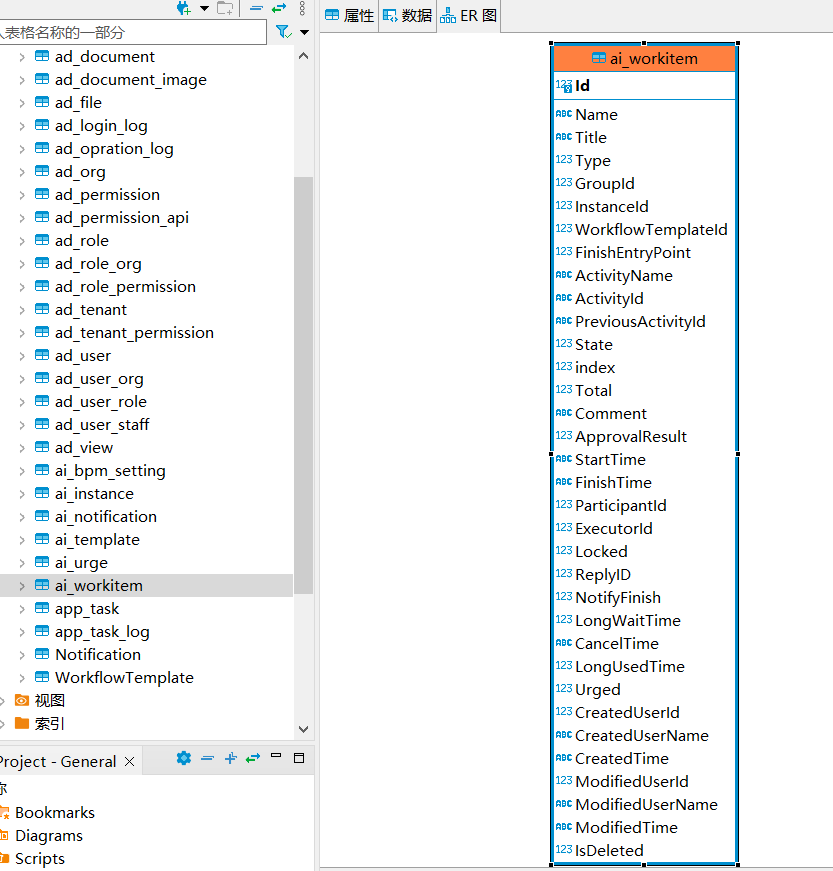 入表格名称的一部分
ad_document
ad_document_image
ad_file
ad_login_log
ad_opration_log
ad_org
ad_permission
ad_permission_api
ad_role
ad_role_org
ad_role_permission
ad_tenant
ad_tenant_permission
ad_user
ad_user_org
ad_user_role
ad_user_staff
ad_view
ai_bpm_setting
ai_instance
ai_notification
ai_template
ai_urge
ai_workitem
app_task
app_task_log
Notification
WorkflowTemplate
视图
索引
Project - General
Bookmarks
Diagrams
Scripts
属性 数据 ER 图
ai_workitem
123 Id
ABC Name
ABC Title
123 Type
123 GroupId
123 InstanceId
123 WorkflowTemplateId
123 FinishEntryPoint
ABC ActivityName
ABC ActivityId
ABC PreviousActivityId
123 State
123 index
123 Total
ABC Comment
123 ApprovalResult
ABC StartTime
ABC FinishTime
123 ParticipantId
123 ExecutorId
123 Locked
123 ReplyID
123 NotifyFinish
123 LongWaitTime
ABC CancelTime
123 LongUsedTime
123 Urged
123 CreatedUserId
ABC CreatedUserName
ABC CreatedTime
123 ModifiedUserId
ABC ModifiedUserName
ABC ModifiedTime
123 IsDeleted